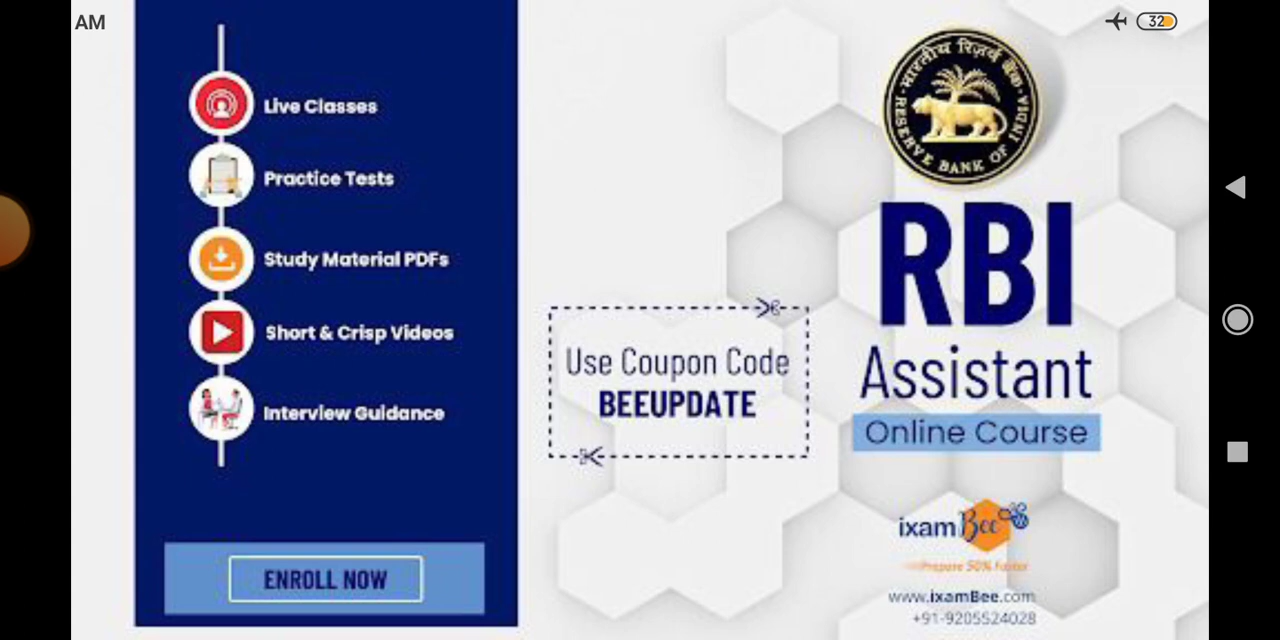 AM
32
Live Classes
Practice Tests
Study Material PDFs
Short & Crisp Videos
Interview Guidance
ENROLL NOW
Use Coupon Code
BEEUPDATE
भारतीय रिज़र्व बैंक
RESERVE BANK OF INDIA
RBI
Assistant
Online Course
ixamBee
Prepare 50% Faster
www.ixamBee.com
+91-9205524028